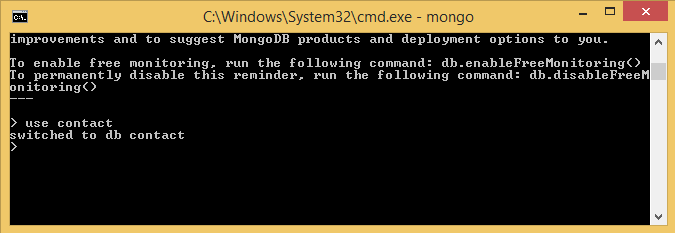 C:\Windows\System32\cmd.exe - mongo
improvements and to suggest MongoDB products and deployment options to you.
To enable free monitoring, run the following command: db.enableFreeMonitoring()
To permanently disable this reminder, run the following command: db.disableFreeM
onitoring()
---
> use contact
switched to db contact
>